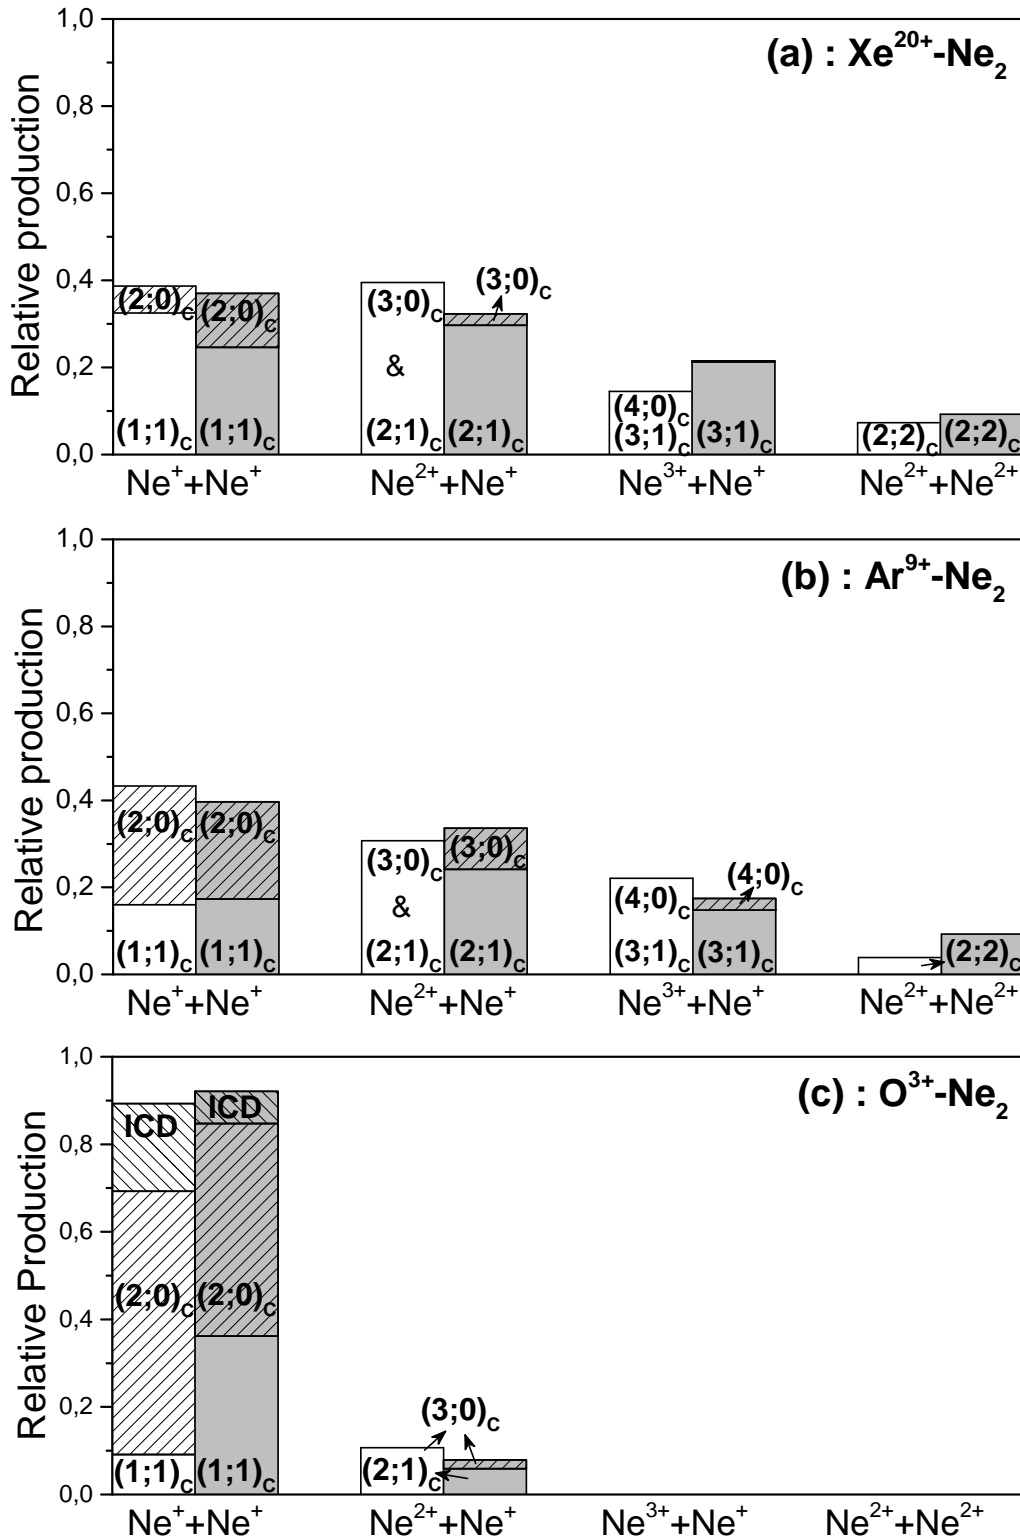 (a) : Xe²⁰⁺-Ne₂
Relative production
1,0
0,8
0,6
0,4
0,2
0,0
(2;0)C
(1;1)C
(2;0)C
(1;1)C
(3;0)C
&
(2;1)C
(3;0)C
(2;1)C
(4;0)C
(3;1)C
(3;1)C
(2;2)C
(2;2)C
Ne⁺+Ne⁺
Ne²⁺+Ne⁺
Ne³⁺+Ne⁺
Ne²⁺+Ne²⁺
(b) : Ar⁹⁺-Ne₂
Relative production
1,0
0,8
0,6
0,4
0,2
0,0
(2;0)C
(1;1)C
(2;0)C
(1;1)C
(3;0)C
&
(2;1)C
(3;0)C
(2;1)C
(4;0)C
(3;1)C
(4;0)C
(3;1)C
(2;2)C
Ne⁺+Ne⁺
Ne²⁺+Ne⁺
Ne³⁺+Ne⁺
Ne²⁺+Ne²⁺
(c) : O³⁺-Ne₂
Relative Production
1,0
0,8
0,6
0,4
0,2
0,0
ICD
(2;0)C
(1;1)C
ICD
(2;0)C
(1;1)C
(3;0)C
(2;1)C
Ne⁺+Ne⁺
Ne²⁺+Ne⁺
Ne³⁺+Ne⁺
Ne²⁺+Ne²⁺